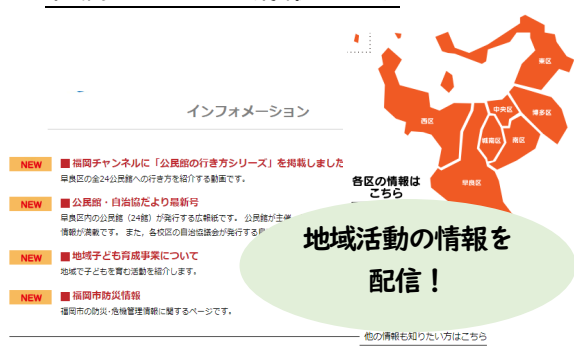 インフォメーション
NEW ■福岡チャンネルに「公民館の行き方シリーズ」を掲載しました
早良区の全24公民館への行き方を紹介する動画です。
NEW ■公民館・自治協だより最新号
早良区内の公民館（24館）が発行する広報紙です。 公民館が主催
情報が満載です。 また、各校区の自治協議会が発行する
NEW ■地域子ども育成事業について
地域で子どもを育む活動を紹介します。
NEW ■福岡市防災情報
福岡市の防災・危機管理情報に関するページです。
東区
中央区
博多区
西区
城南区
南区
早良区
各区の情報は
こちら
地域活動の情報を
配信！
他の情報も知りたい方はこちら